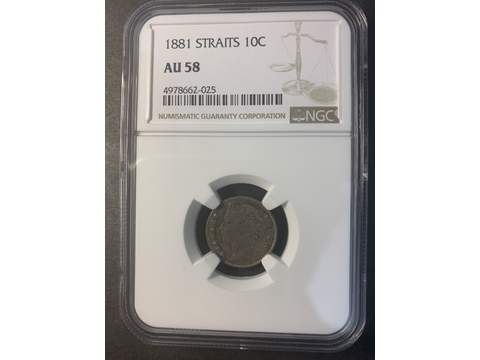 1881 STRAITS 10C
AU 58
4978662-025
NUMISMATIC GUARANTY CORPORATION
NGC